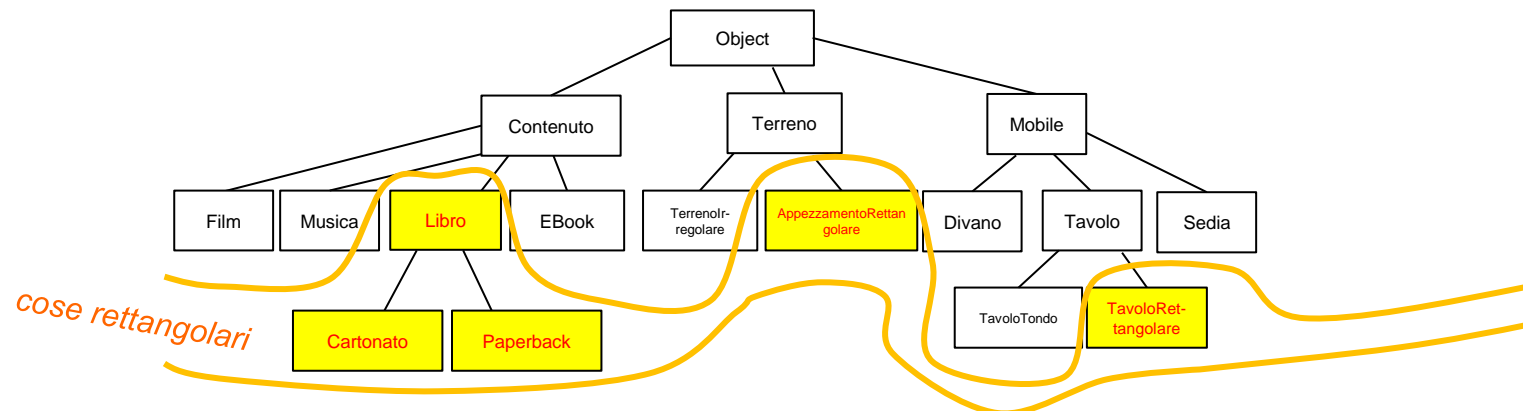 Object
Contenuto
Terreno
Mobile
Film
Musica
Libro
EBook
TerrenoIr-
regolare
AppezzamentoRettan
golare
Divano
Tavolo
Sedia
cose rettangolari
Cartonato
Paperback
TavoloTondo
TavoloRet-
tangolare